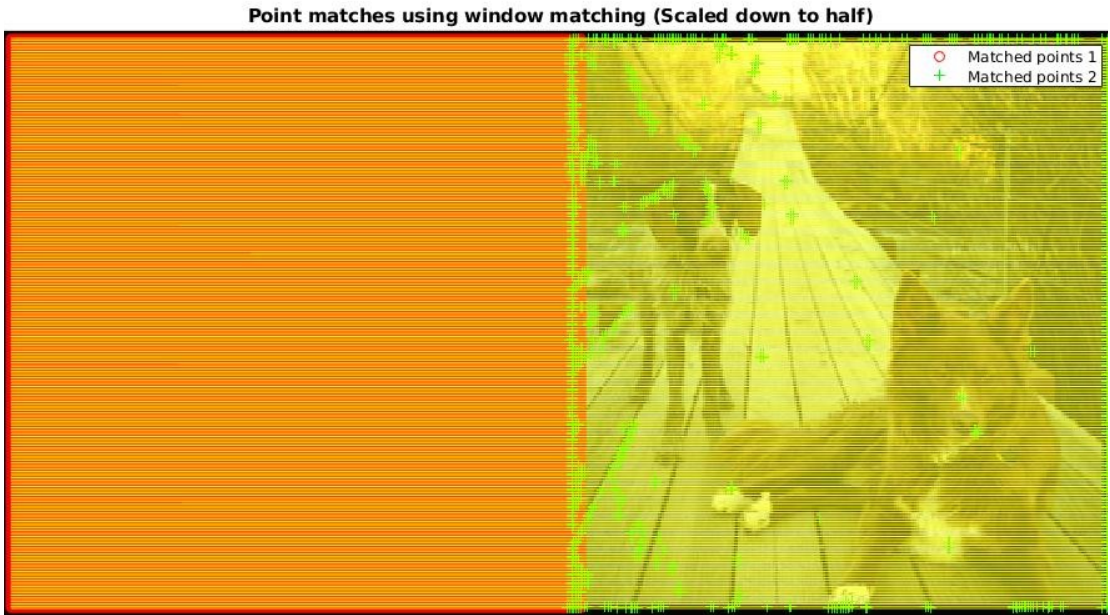 Point matches using window matching (Scaled down to half)
Matched points 1
Matched points 2